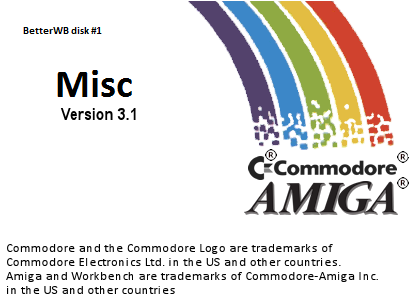 BetterWB disk #1
Misc
Version 3.1
Commodore®
AMIGA®
Commodore and the Commodore Logo are trademarks of
Commodore Electronics Ltd. in the US and other countries.
Amiga and Workbench are trademarks of Commodore-Amiga Inc.
in the US and other countries